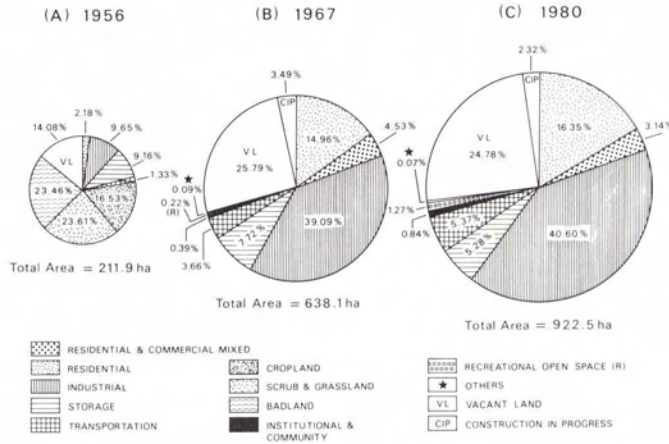 (A) 1956
(B) 1967
(C) 1980
2.18%
14.08%
9.65%
9.16%
1.33%
VL
23.46%
16.53%
23.61%
Total Area = 211.9 ha
3.49%
CIP
14.96%
4.53%
VL
25.79%
★
0.09%
0.22%
(R)
0.39%
3.66%
7.72%
39.09%
Total Area = 638.1 ha
2.32%
CIP
16.35%
3.14%
VL
24.78%
★
0.07%
1.27%
0.84%
5.37%
5.28%
40.60%
Total Area = 922.5 ha
RESIDENTIAL & COMMERCIAL MIXED
RESIDENTIAL
INDUSTRIAL
STORAGE
TRANSPORTATION
CROPLAND
SCRUB & GRASSLAND
BADLAND
INSTITUTIONAL &
COMMUNITY
RECREATIONAL OPEN SPACE (R)
★ OTHERS
VL VACANT LAND
CIP CONSTRUCTION IN PROGRESS